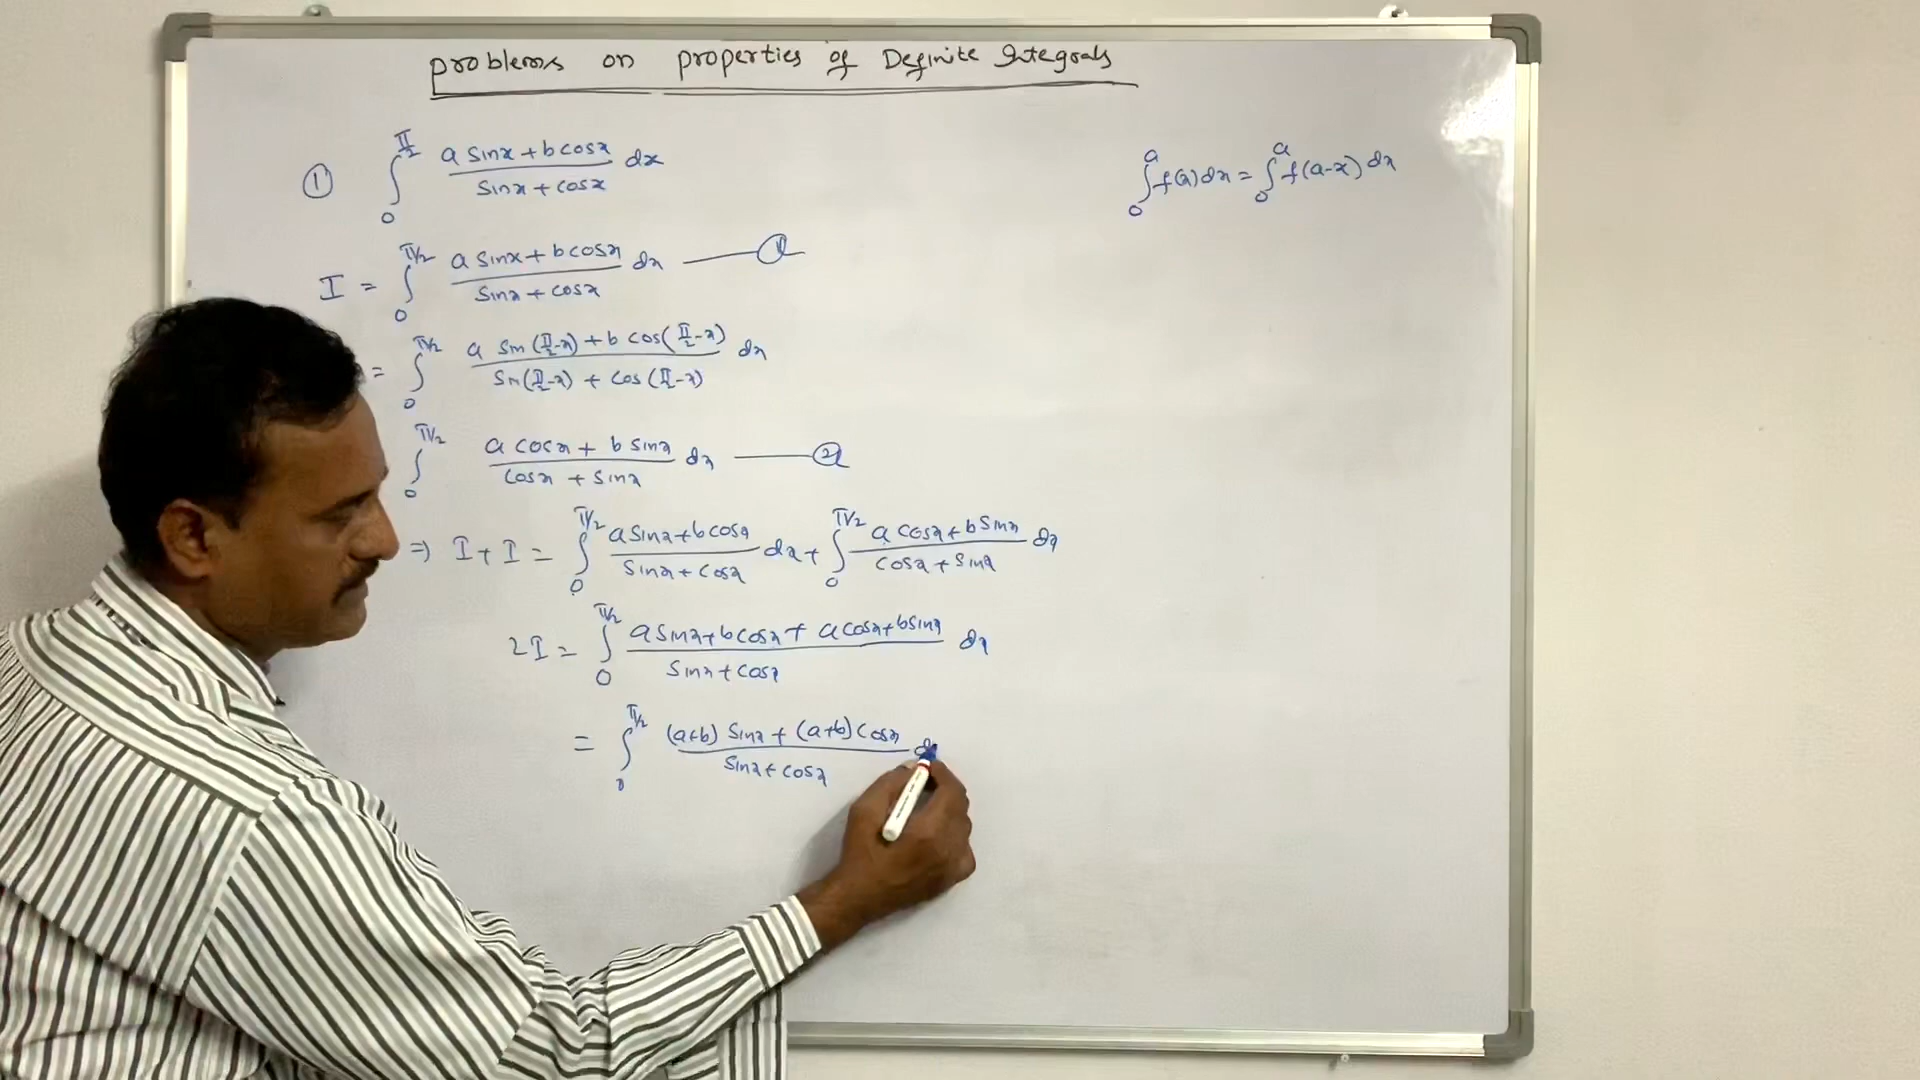 problems on properties of Definite Integrals
① ∫₀^{π/2} (a sinx + b cosx)/(sinx + cosx) dx
∫₀^a f(x) dx = ∫₀^a f(a-x) dx
I = ∫₀^{π/2} (a sinx + b cosx)/(sinx + cosx) dx —— ①
= ∫₀^{π/2} (a sin(π/2-x) + b cos(π/2-x))/(sin(π/2-x) + cos(π/2-x)) dx
∫₀^{π/2} (a cosx + b sinx)/(cosx + sinx) dx —— ②
⇒ I + I = ∫₀^{π/2} (a sinx + b cosx)/(sinx + cosx) dx + ∫₀^{π/2} (a cosx + b sinx)/(cosx + sinx) dx
2I = ∫₀^{π/2} (a sinx + b cosx + a cosx + b sinx)/(sinx + cosx) dx
= ∫₀^{π/2} ((a+b) sinx + (a+b) cosx)/(sinx + cosx) d